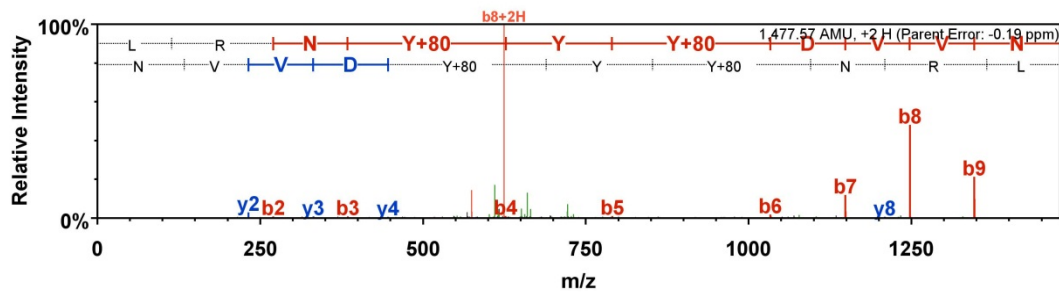 b8+2H
100%
L R N Y+80 Y Y+80 D V V N
1,477.57 AMU, +2 H (Parent Error: -0.19 ppm)
N V V D Y+80 Y Y+80 N R L
Relative Intensity
y2 b2 y3 b3 y4 b4 b5 b6 b7 y8 b8 b9
0%
0 250 500 750 1000 1250
m/z